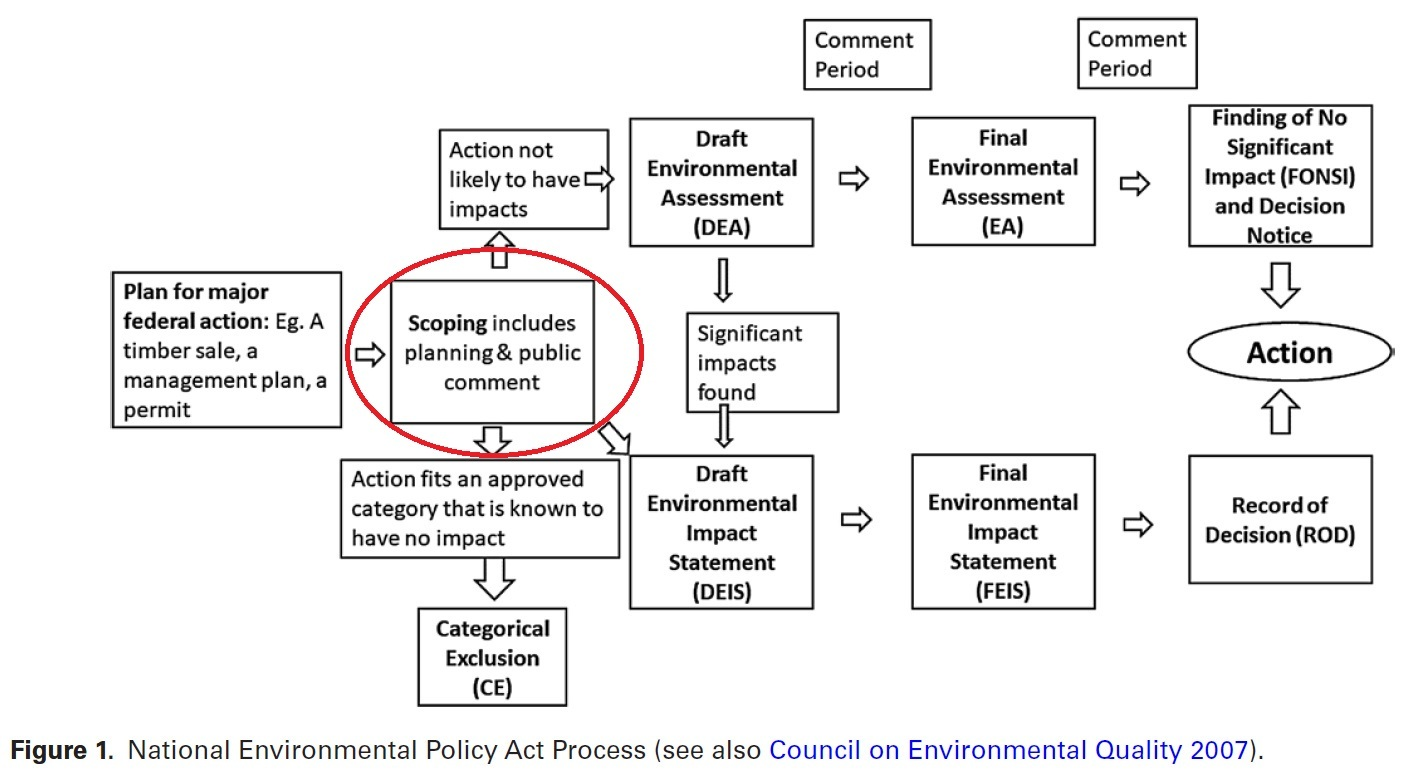 Comment
Period
Comment
Period
Action not
likely to have
impacts
Draft
Environmental
Assessment
(DEA)
Final
Environmental
Assessment
(EA)
Finding of No
Significant
Impact (FONSI)
and Decision
Notice
Plan for major
federal action: Eg. A
timber sale, a
management plan, a
permit
Scoping includes
planning & public
comment
Significant
impacts
found
Action
Action fits an approved
category that is known to
have no impact
Draft
Environmental
Impact
Statement
(DEIS)
Final
Environmental
Impact
Statement
(FEIS)
Record of
Decision (ROD)
Categorical
Exclusion
(CE)
Figure 1. National Environmental Policy Act Process (see also Council on Environmental Quality 2007).